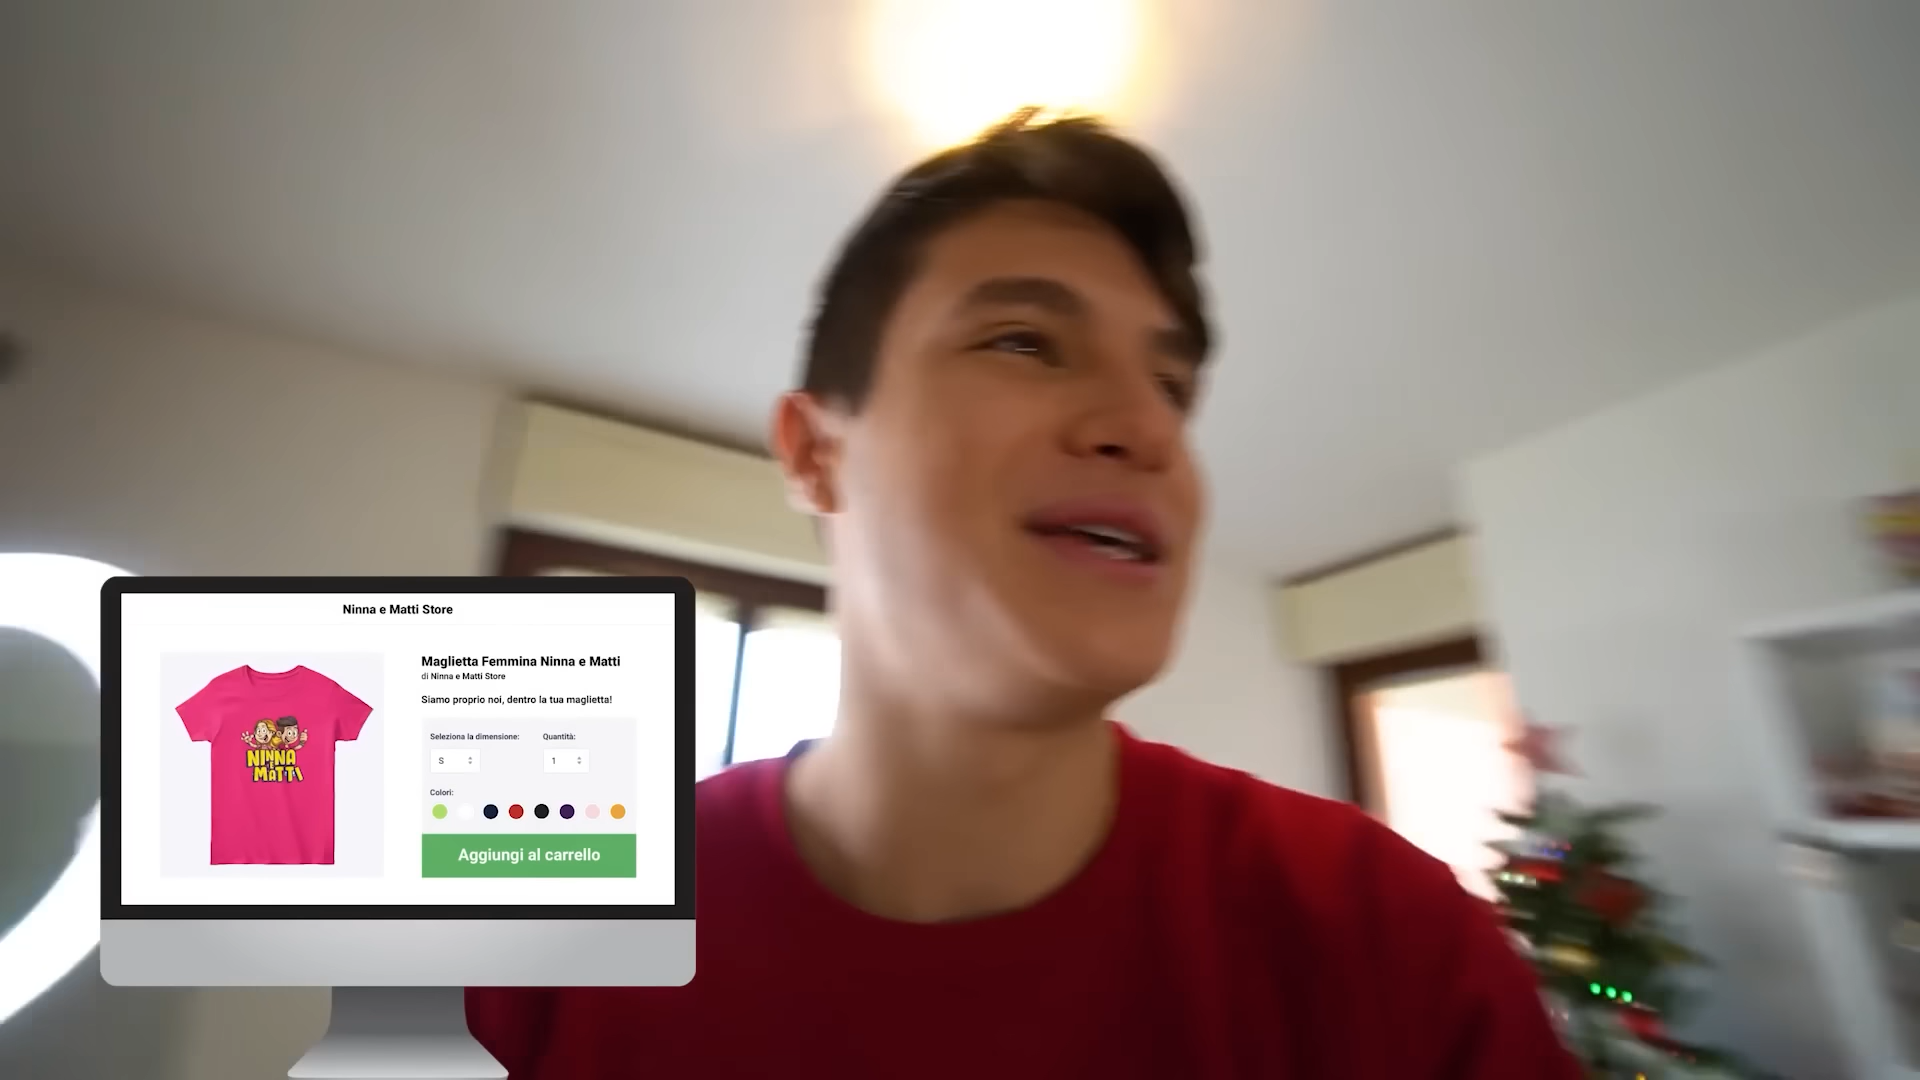 Ninna e Matti Store
Maglietta Femmina Ninna e Matti
di Ninna e Matti Store
Siamo proprio noi, dentro la tua maglietta!
Seleziona la dimensione: Quantità:
S 1
Colori:
Aggiungi al carrello
NINNA
E
MATTI